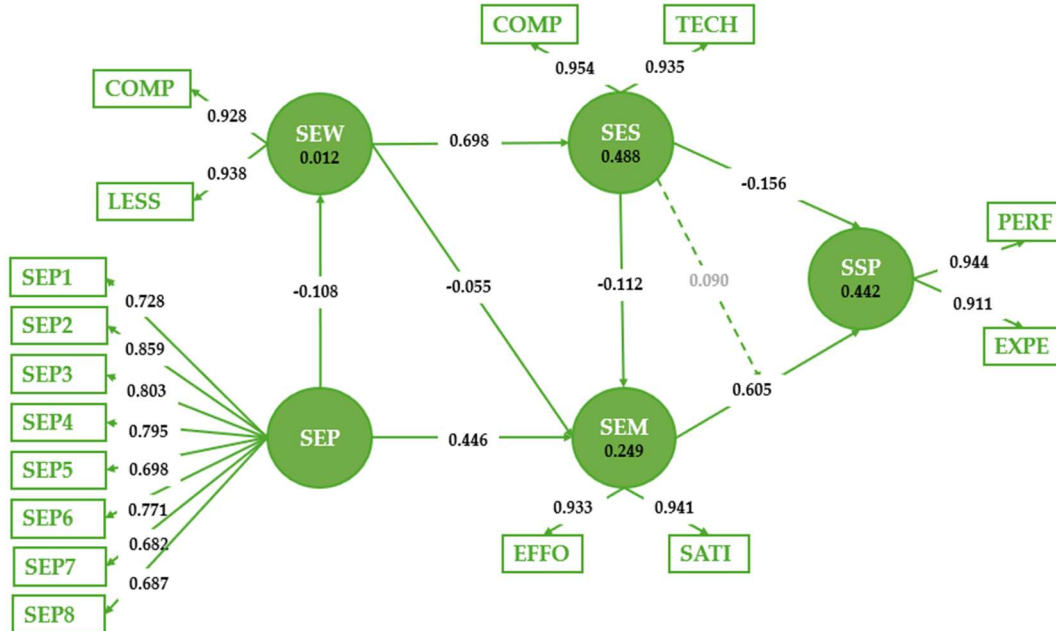 COMP
TECH
0.954
0.935
COMP
0.928
SEW
0.012
0.698
SES
0.488
0.938
LESS
-0.156
PERF
0.944
SSP
0.442
0.911
EXPE
-0.108
-0.055
-0.112
0.090
SEP1
0.728
SEP2
0.859
SEP3
0.803
SEP4
0.795
SEP5
0.698
SEP6
0.771
SEP7
0.682
SEP8
0.687
SEP
0.446
SEM
0.249
0.605
0.933
0.941
EFFO
SATI